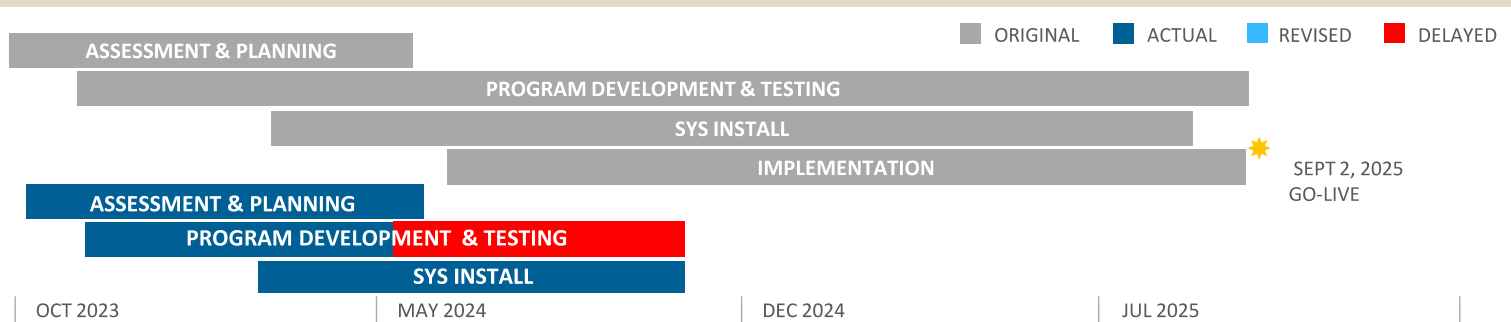 ORIGINAL ACTUAL REVISED DELAYED
ASSESSMENT & PLANNING
PROGRAM DEVELOPMENT & TESTING
SYS INSTALL
IMPLEMENTATION
SEPT 2, 2025
GO-LIVE
ASSESSMENT & PLANNING
PROGRAM DEVELOPMENT & TESTING
SYS INSTALL
OCT 2023 MAY 2024 DEC 2024 JUL 2025